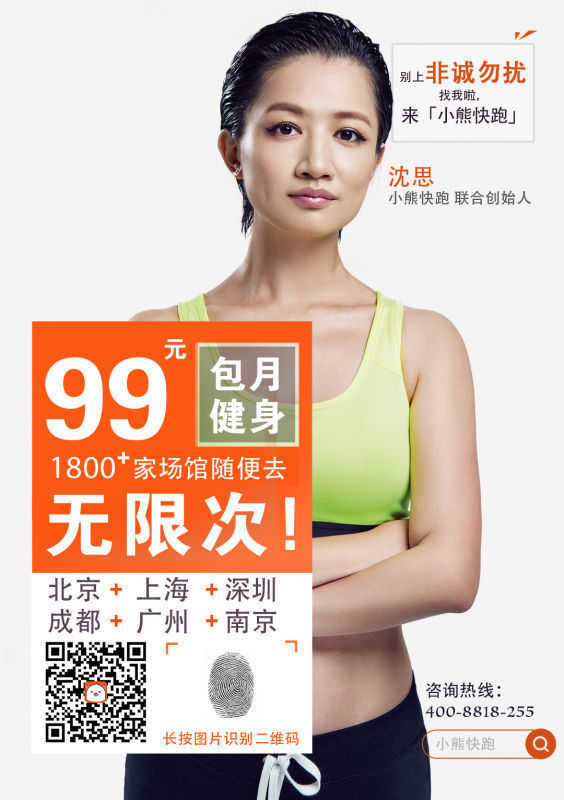 别上非诚勿扰
找我啦,
来「小熊快跑」
沈思
小熊快跑 联合创始人
99元
包月
健身
1800+家场馆随便去
无限次!
北京 + 上海 + 深圳
成都 + 广州 + 南京
长按图片识别二维码
咨询热线:
400-8818-255
小熊快跑